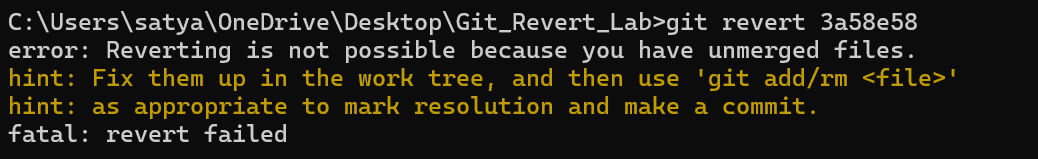 C:\Users\satya\OneDrive\Desktop\Git_Revert_Lab>git revert 3a58e58
error: Reverting is not possible because you have unmerged files.
hint: Fix them up in the work tree, and then use 'git add/rm <file>'
hint: as appropriate to mark resolution and make a commit.
fatal: revert failed